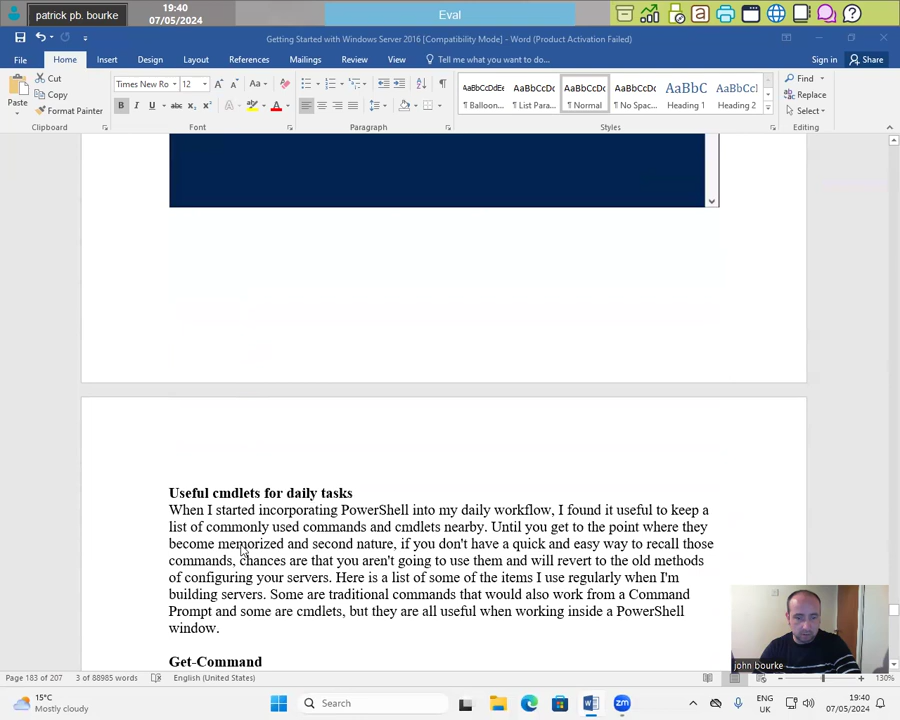 patrick pb. bourke
19:40
07/05/2024
Eval
Getting Started with Windows Server 2016 [Compatibility Mode] - Word (Product Activation Failed)
File
Home
Insert
Design
Layout
References
Mailings
Review
View
Tell me what you want to do...
Sign in
Share
Paste
Cut
Copy
Format Painter
Clipboard
Times New Ro
12
Font
Paragraph
AaBbCcDdEe
¶ Balloon...
AaBbCcDc
¶ List Para...
AaBbCcDc
¶ Normal
AaBbCcDc
¶ No Spac...
AaBbC
Heading 1
AaBbCcI
Heading 2
Styles
Find
Replace
Select
Editing
Useful cmdlets for daily tasks
When I started incorporating PowerShell into my daily workflow, I found it useful to keep a
list of commonly used commands and cmdlets nearby. Until you get to the point where they
become memorized and second nature, if you don't have a quick and easy way to recall those
commands, chances are that you aren't going to use them and will revert to the old methods
of configuring your servers. Here is a list of some of the items I use regularly when I'm
building servers. Some are traditional commands that would also work from a Command
Prompt and some are cmdlets, but they are all useful when working inside a PowerShell
window.
Get-Command
john bourke
Page 183 of 207
3 of 88985 words
English (United States)
130%
15°C
Mostly cloudy
Search
ENG
UK
19:40
07/05/2024